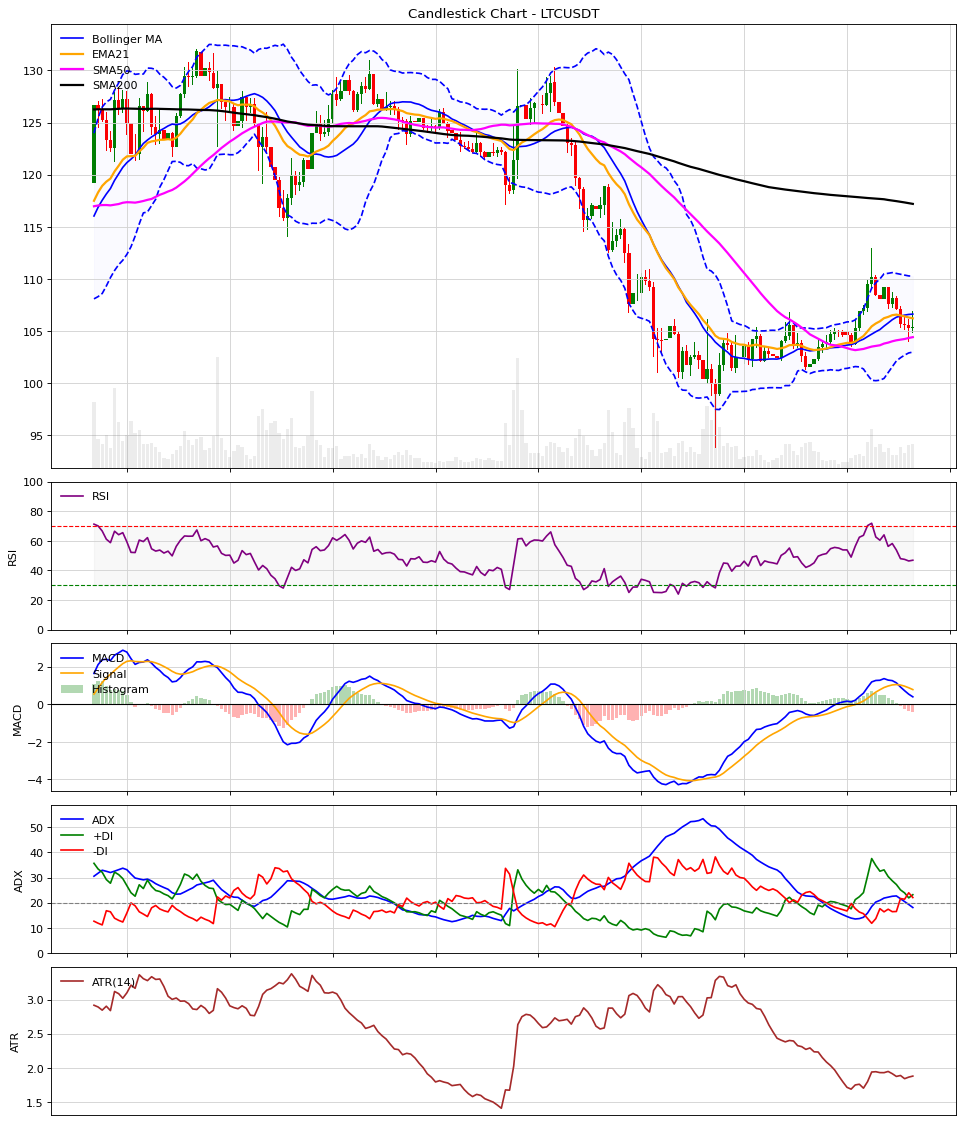 Candlestick Chart - LTCUSDT
Bollinger MA
EMA21
SMA50
SMA200
130
125
120
115
110
105
100
95
100
80
60
40
20
0
RSI
RSI
2
0
−2
−4
MACD
MACD
Signal
Histogram
50
40
30
20
10
0
ADX
ADX
+DI
-DI
3.0
2.5
2.0
1.5
ATR
ATR(14)